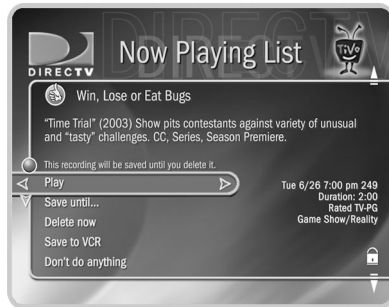 DIRECTV
Now Playing List
TiVo
DIRECTV
Win, Lose or Eat Bugs
“Time Trial” (2003) Show pits contestants against variety of unusual
and “tasty” challenges. CC, Series, Season Premiere.
This recording will be saved until you delete it.
Play
Save until...
Delete now
Save to VCR
Don't do anything
Tue 6/26 7:00 pm 249
Duration: 2:00
Rated TV-PG
Game Show/Reality